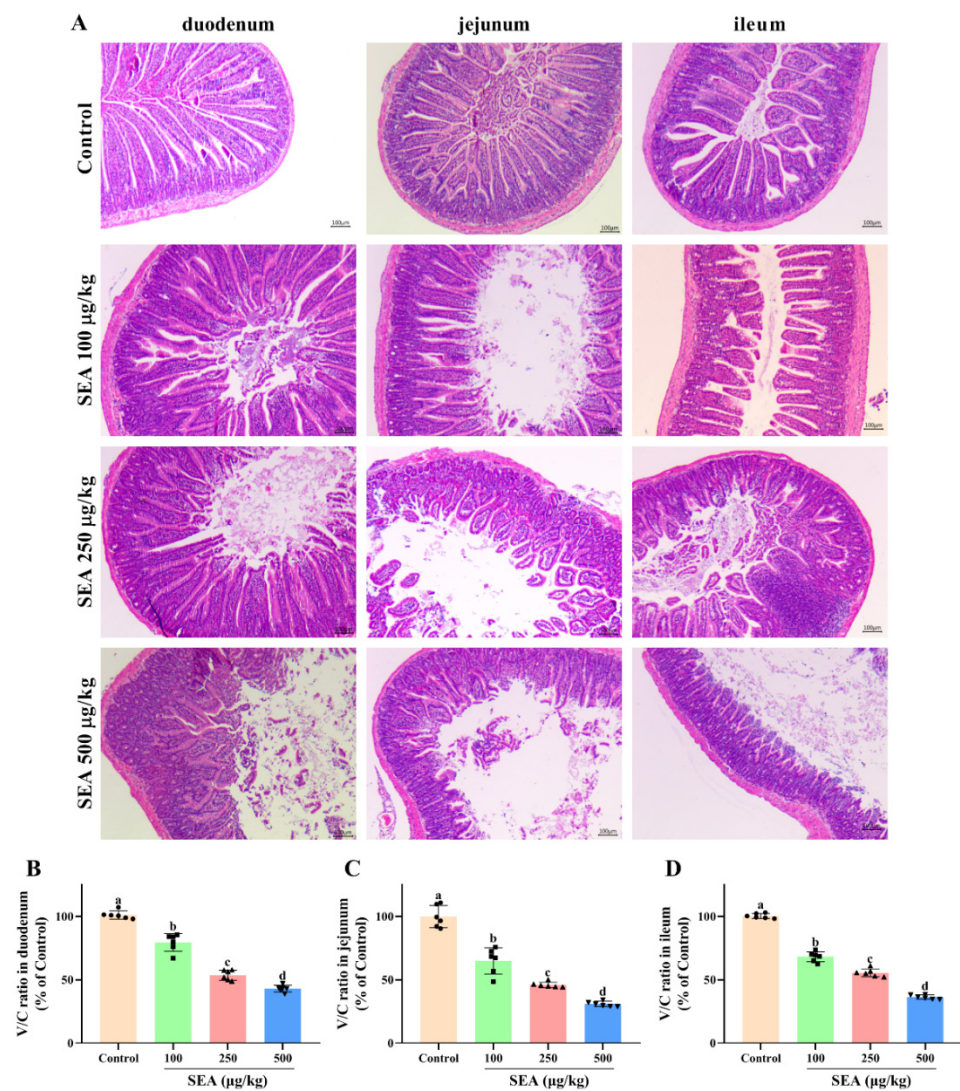 A duodenum jejunum ileum
Control
100μm 100μm 100μm
SEA 100 μg/kg
100μm
SEA 250 μg/kg
100μm
SEA 500 μg/kg
100μm
B
V/C ratio in duodenum
(% of Control)
100
50
0
a
b
c
d
Control 100 250 500
SEA (μg/kg)
C
V/C ratio in jejunum
(% of Control)
100
50
0
a
b
c
d
Control 100 250 500
SEA (μg/kg)
D
V/C ratio in ileum
(% of Control)
100
50
0
a
b
c
d
Control 100 250 500
SEA (μg/kg)